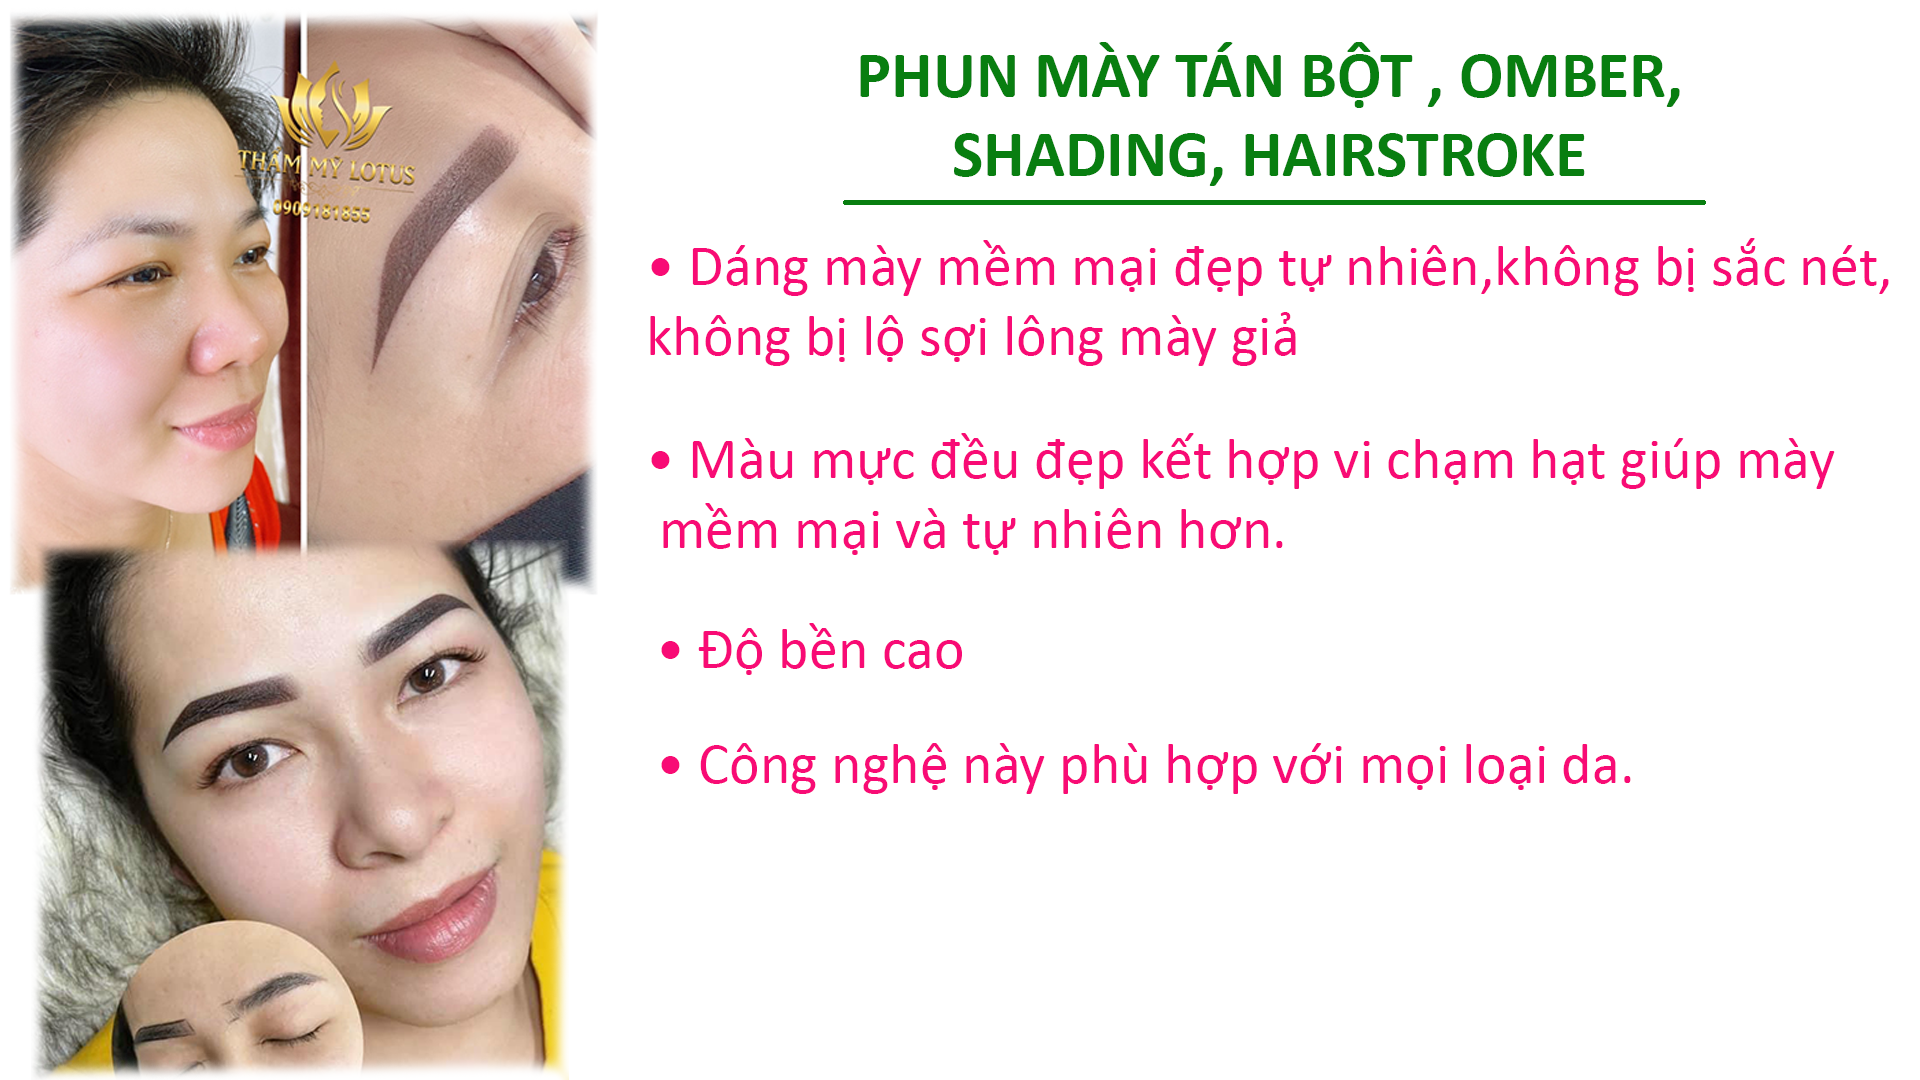 THẨM MỸ LOTUS
0909181855
PHUN MÀY TÁN BỘT , OMBER,
SHADING, HAIRSTROKE
• Dáng mày mềm mại đẹp tự nhiên,không bị sắc nét,
không bị lộ sợi lông mày giả
• Màu mực đều đẹp kết hợp vi chạm hạt giúp mày
mềm mại và tự nhiên hơn.
• Độ bền cao
• Công nghệ này phù hợp với mọi loại da.